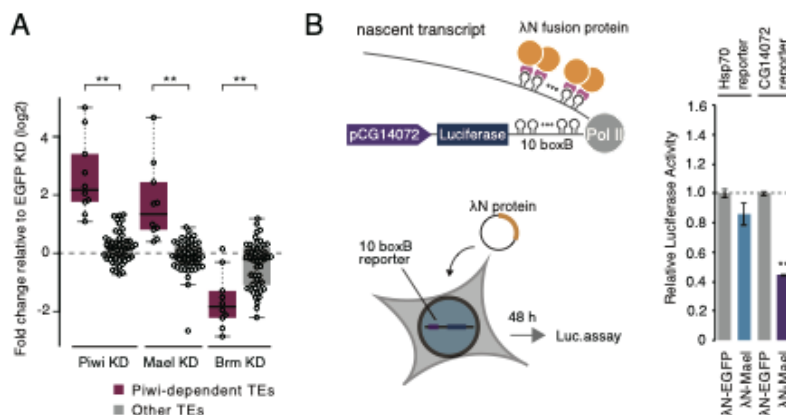 A
Fold change relative to EGFP KD (log2)
4
2
0
-2
**
**
**
Piwi KD
Mael KD
Brm KD
Piwi-dependent TEs
Other TEs
B
nascent transcript
λN fusion protein
pCG14072
Luciferase
10 boxB
Pol II
λN protein
10 boxB
reporter
48 h
Luc.assay
Hsp70
reporter
CG14072
reporter
Relative Luciferase Activity
1.6
1.4
1.2
1.0
0.8
0.6
0.4
0.2
0
**
λN-EGFP
λN-Mael
λN-EGFP
λN-Mael